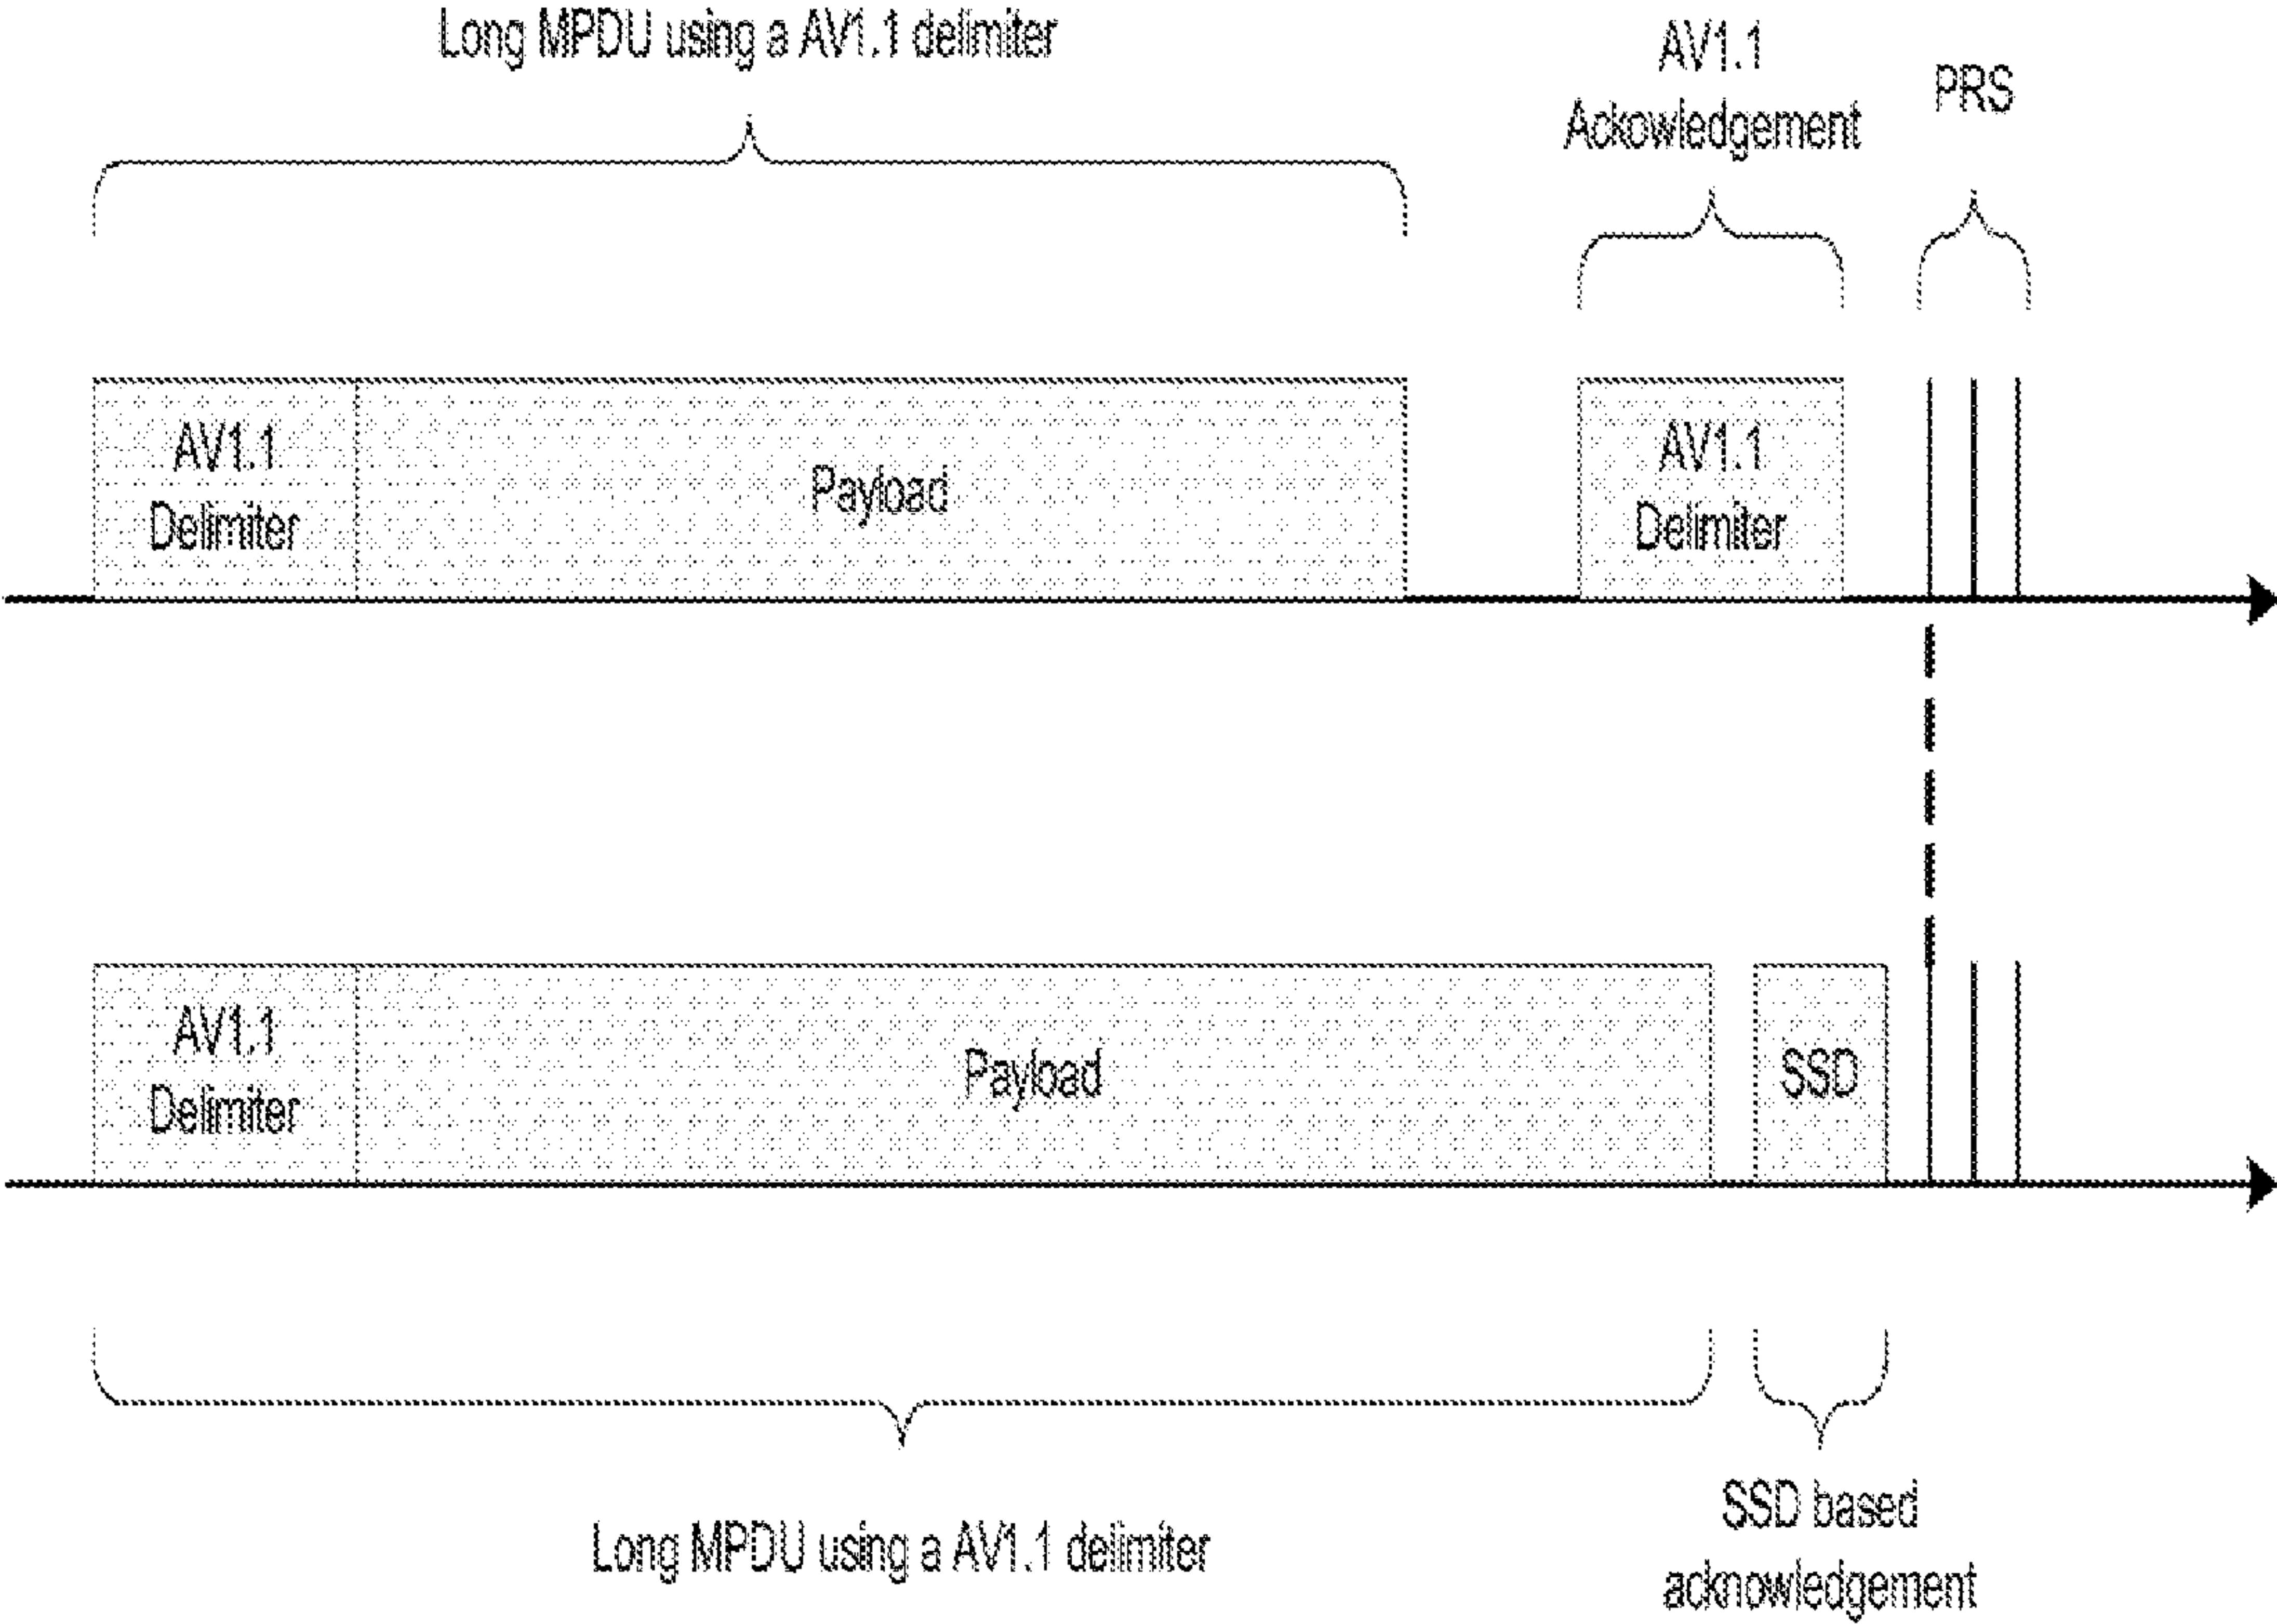 Long MPDU using a AV1.1 delimiter
AV1.1
Ackowledgement
PRS
AV1.1
Delimiter
Payload
AV1.1
Delimiter
AV1.1
Delimiter
Payload
SSD
Long MPDU using a AV1.1 delimiter
SSD based
acknowledgement